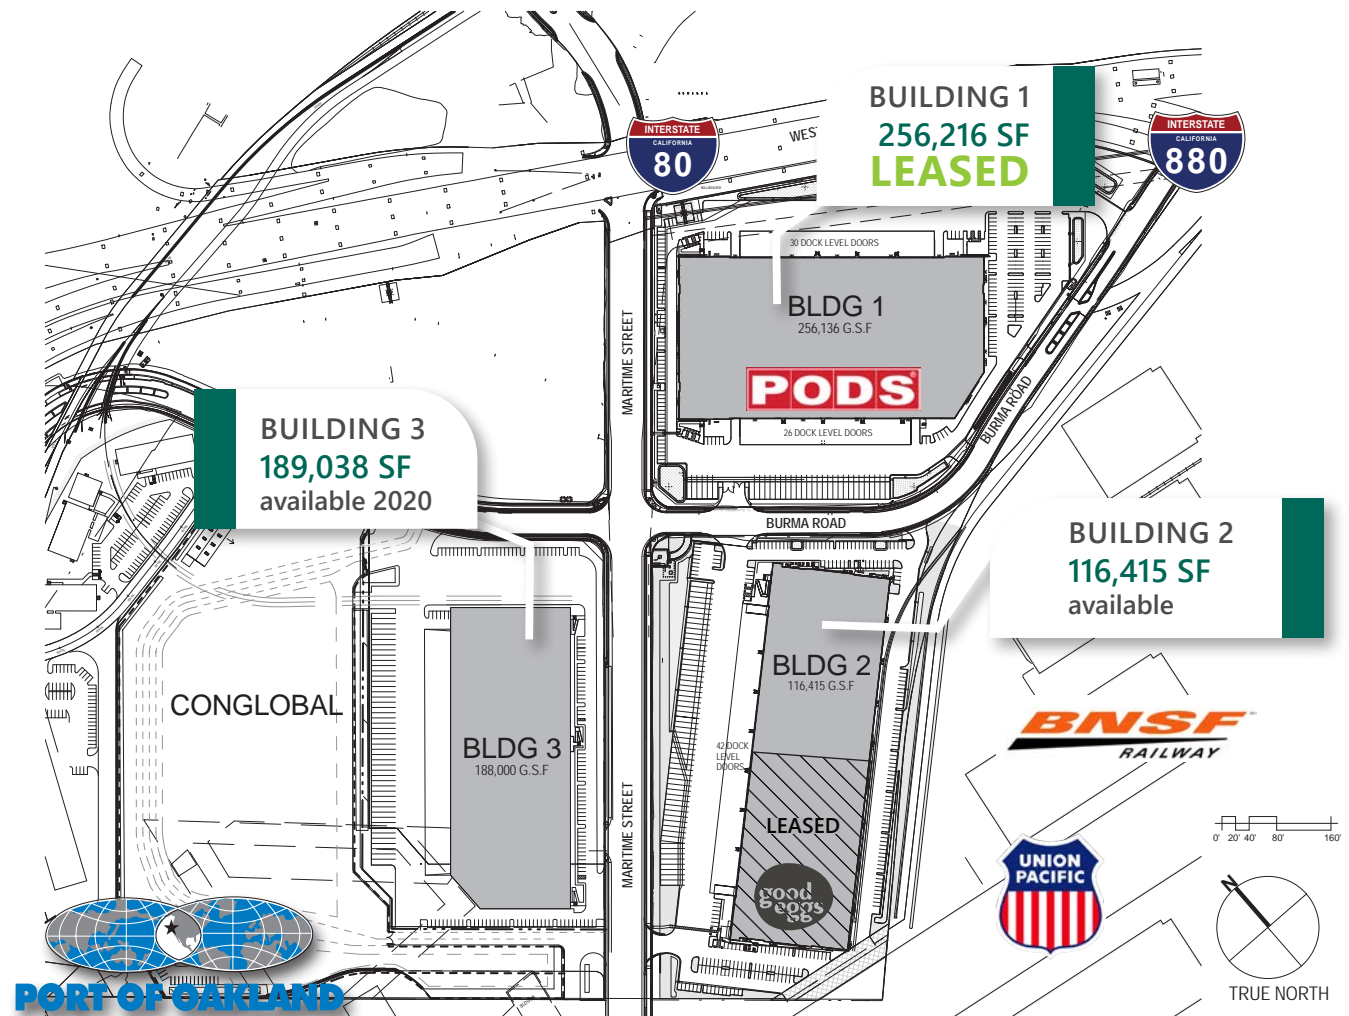 BUILDING 1
256,216 SF
LEASED
INTERSTATE
CALIFORNIA
80
INTERSTATE
CALIFORNIA
880
WEST
BILLBOARD
30 DOCK LEVEL DOORS
BLDG 1
256,136 G.S.F
PODS
26 DOCK LEVEL DOORS
MARITIME STREET
BURMA ROAD
BUILDING 3
189,038 SF
available 2020
BURMA ROAD
BUILDING 2
116,415 SF
available
BLDG 2
116,415 G.S.F
CONGLOBAL
BLDG 3
188,000 G.S.F
42 DOCK
LEVEL
DOORS
LEASED
good
eggs
MARITIME STREET
BNSF
RAILWAY
UNION
PACIFIC
0' 20' 40' 80' 160'
N
TRUE NORTH
PORT OF OAKLAND